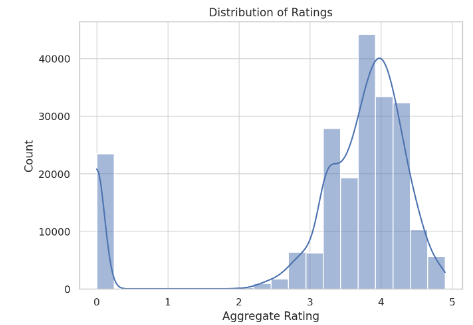 Distribution of Ratings
40000
30000
20000
10000
0
Count
0 1 2 3 4 5
Aggregate Rating